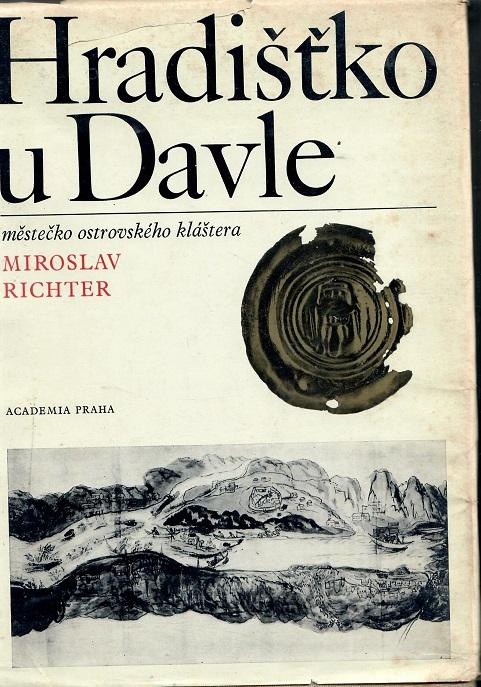 Hradišťko
u Davle
městečko ostrovského kláštera
MIROSLAV
RICHTER
ACADEMIA PRAHA